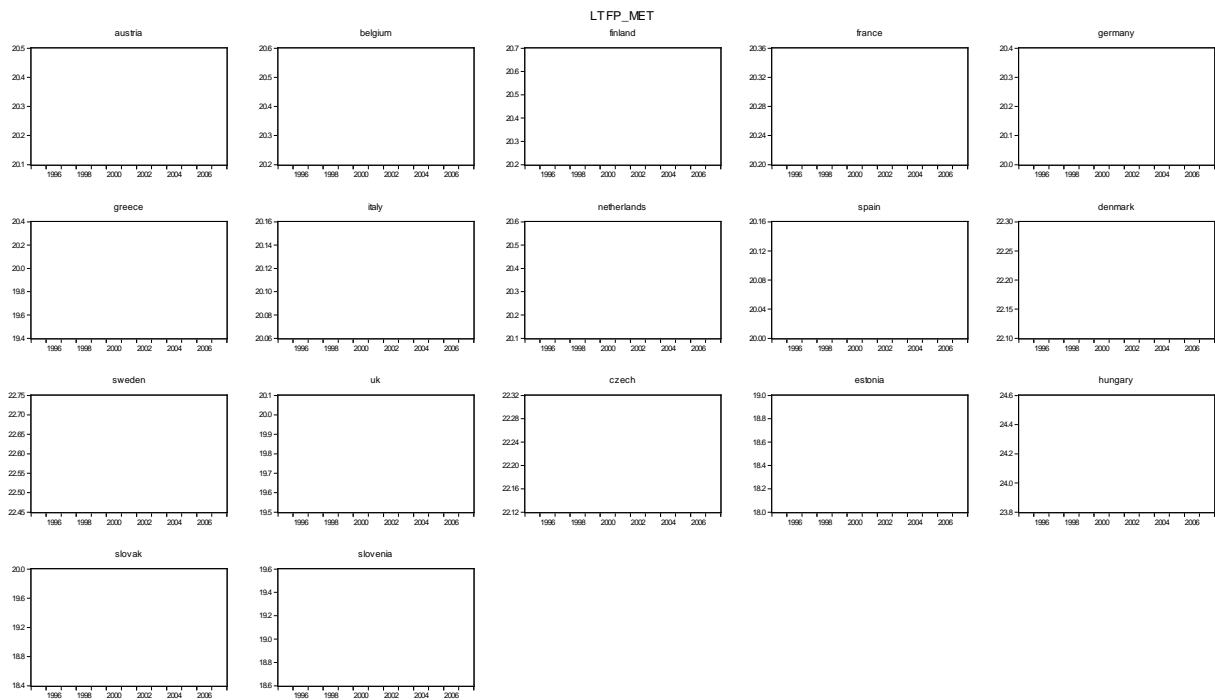 LTFP_MET
austria belgium finland france germany
20.5 20.6 20.7 20.36 20.4
20.6
20.4 20.5 20.32 20.3
20.5
20.3 20.4 20.28 20.2
20.4
20.2 20.3 20.24 20.1
20.3
20.1 20.2 20.2 20.20 20.0
1996 1998 2000 2002 2004 2006 1996 1998 2000 2002 2004 2006 1996 1998 2000 2002 2004 2006 1996 1998 2000 2002 2004 2006 1996 1998 2000 2002 2004 2006
greece italy netherlands spain denmark
20.4 20.16 20.6 20.16 22.30
20.2 20.14 20.5 20.12 22.25
20.0 20.12 20.4
20.08 22.20
19.8 20.10 20.3
19.6 20.08 20.2 20.04 22.15
19.4 20.06 20.1 20.00 22.10
1996 1998 2000 2002 2004 2006 1996 1998 2000 2002 2004 2006 1996 1998 2000 2002 2004 2006 1996 1998 2000 2002 2004 2006 1996 1998 2000 2002 2004 2006
sweden uk czech estonia hungary
22.75 20.1 22.32 19.0 24.6
22.70 20.0 22.28 18.8 24.4
22.65 19.9 22.24 18.6
24.2
22.60 19.8
22.55 19.7 22.20 18.4 24.0
22.50 19.6 22.16 18.2
22.45 19.5 22.12 18.0 23.8
1996 1998 2000 2002 2004 2006 1996 1998 2000 2002 2004 2006 1996 1998 2000 2002 2004 2006 1996 1998 2000 2002 2004 2006 1996 1998 2000 2002 2004 2006
slovak slovenia
20.0 19.6
19.6 19.4
19.2 19.2
19.0
18.8 18.8
18.4 18.6
1996 1998 2000 2002 2004 2006 1996 1998 2000 2002 2004 2006